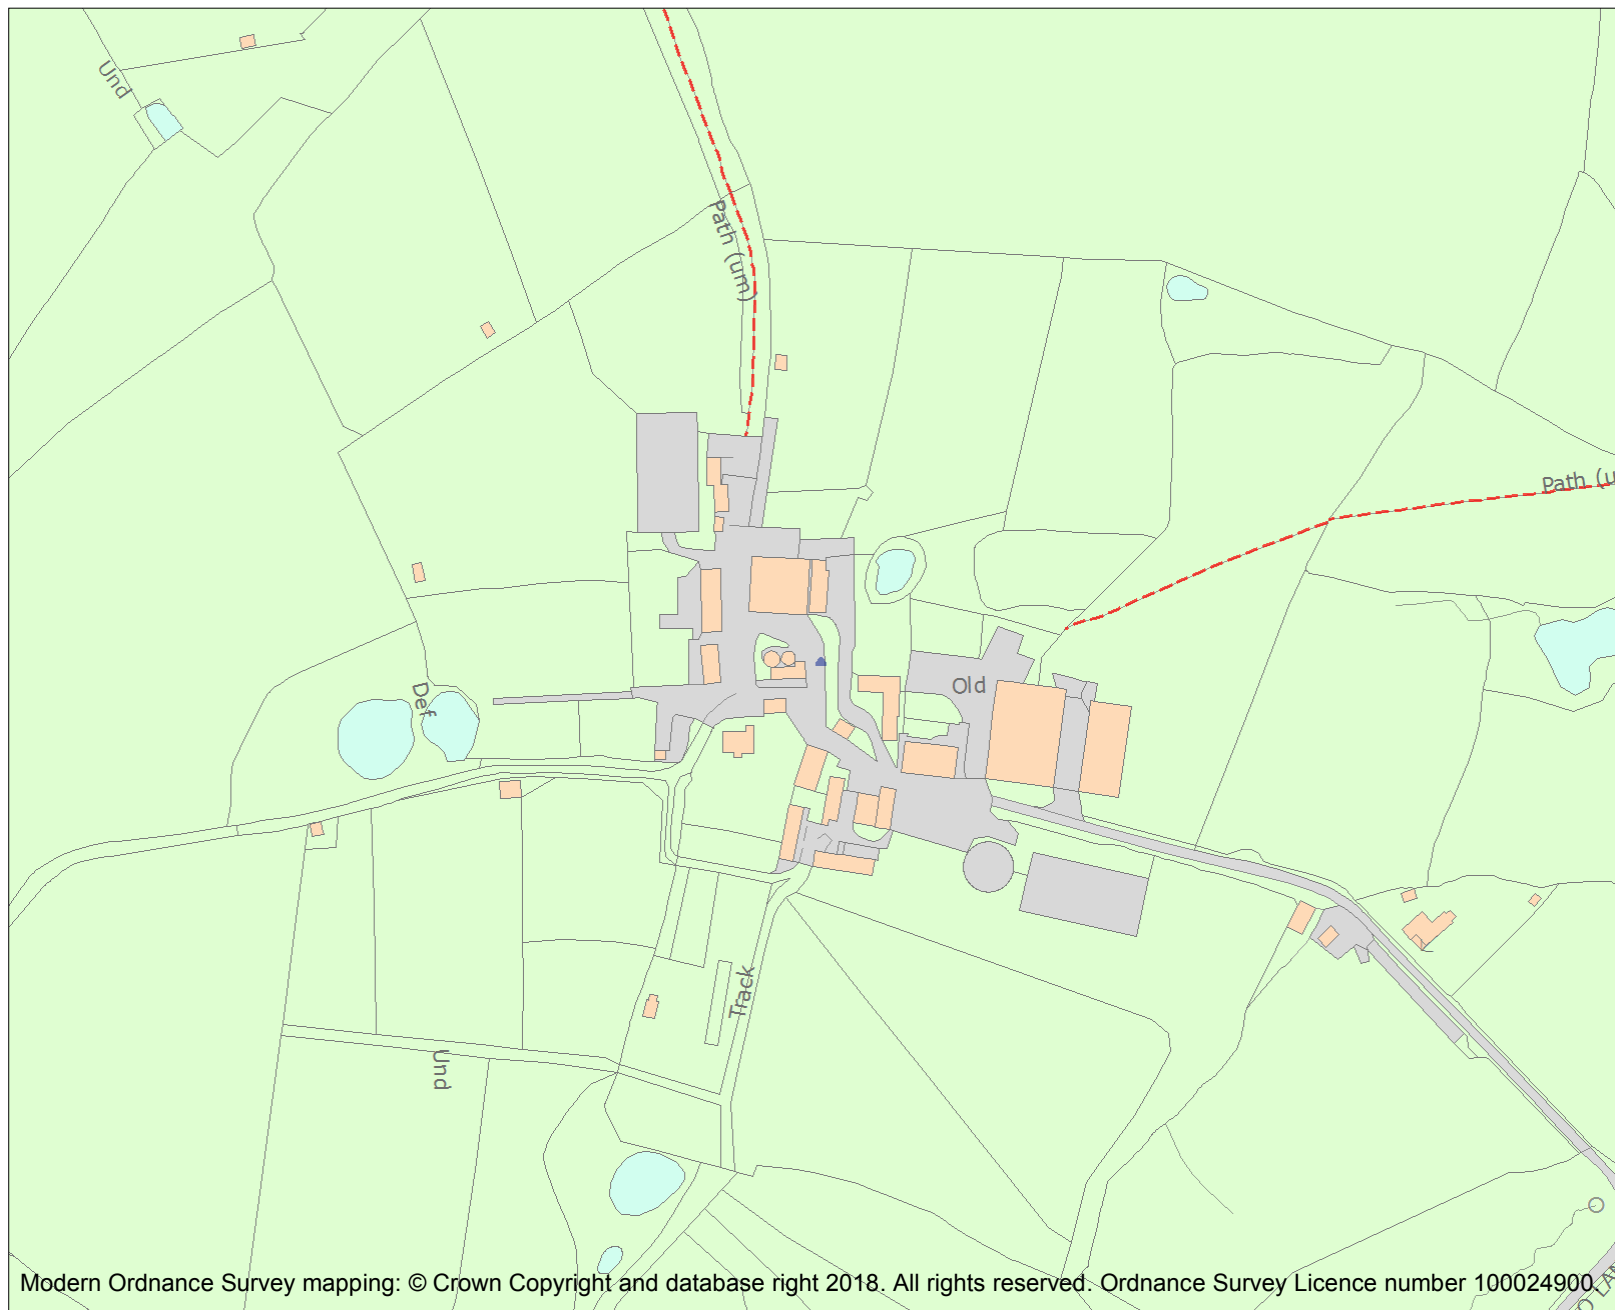 Und
Path (um)
Path (u
Old
Def
Track
Und
Modern Ordnance Survey mapping: © Crown Copyright and database right 2018. All rights reserved. Ordnance Survey Licence number 100024900.